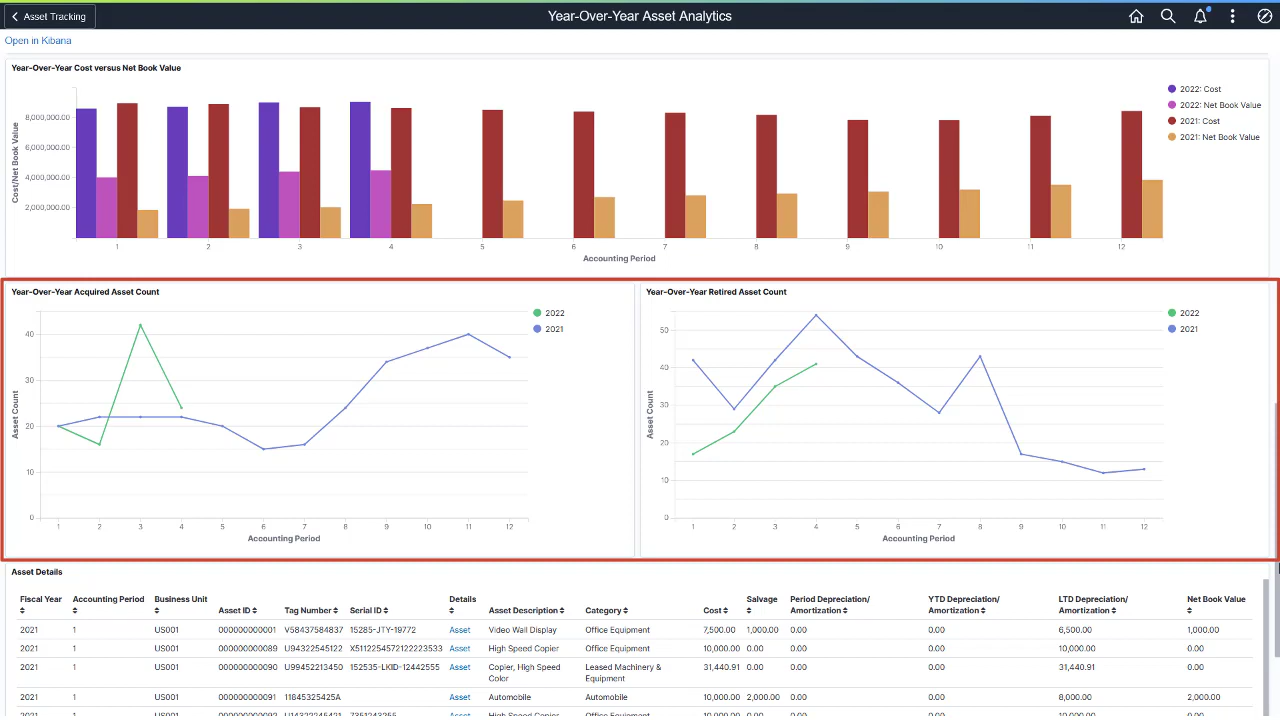 Asset Tracking
Year-Over-Year Asset Analytics
Open in Kibana
Year-Over-Year Cost versus Net Book Value
Cost/Net Book Value
8,000,000.00
6,000,000.00
4,000,000.00
2,000,000.00
1 2 3 4 5 6 7 8 9 10 11 12
Accounting Period
2022: Cost
2022: Net Book Value
2021: Cost
2021: Net Book Value
Year-Over-Year Acquired Asset Count
Asset Count
40
30
20
10
0
1 2 3 4 5 6 7 8 9 10 11 12
Accounting Period
2022
2021
Year-Over-Year Retired Asset Count
Asset Count
50
40
30
20
10
0
1 2 3 4 5 6 7 8 9 10 11 12
Accounting Period
2022
2021
Asset Details
Fiscal Year Accounting Period Business Unit Asset ID Tag Number Serial ID Details Asset Description Category Cost Salvage Period Depreciation/ Amortization YTD Depreciation/ Amortization LTD Depreciation/ Amortization Net Book Value
2021 1 US001 000000000001 V58437584837 15285-JTY-19772 Asset Video Wall Display Office Equipment 7,500.00 1,000.00 0.00 0.00 6,500.00 1,000.00
2021 1 US001 000000000089 U94322545122 X5112254572122223533 Asset High Speed Copier Office Equipment 10,000.00 0.00 0.00 0.00 10,000.00 0.00
2021 1 US001 000000000090 U99452213450 152535-LKID-12442555 Asset Copier, High Speed Color Leased Machinery & Equipment 31,440.91 0.00 0.00 0.00 31,440.91 0.00
2021 1 US001 000000000091 11845325425A Asset Automobile Automobile 10,000.00 2,000.00 0.00 0.00 8,000.00 2,000.00